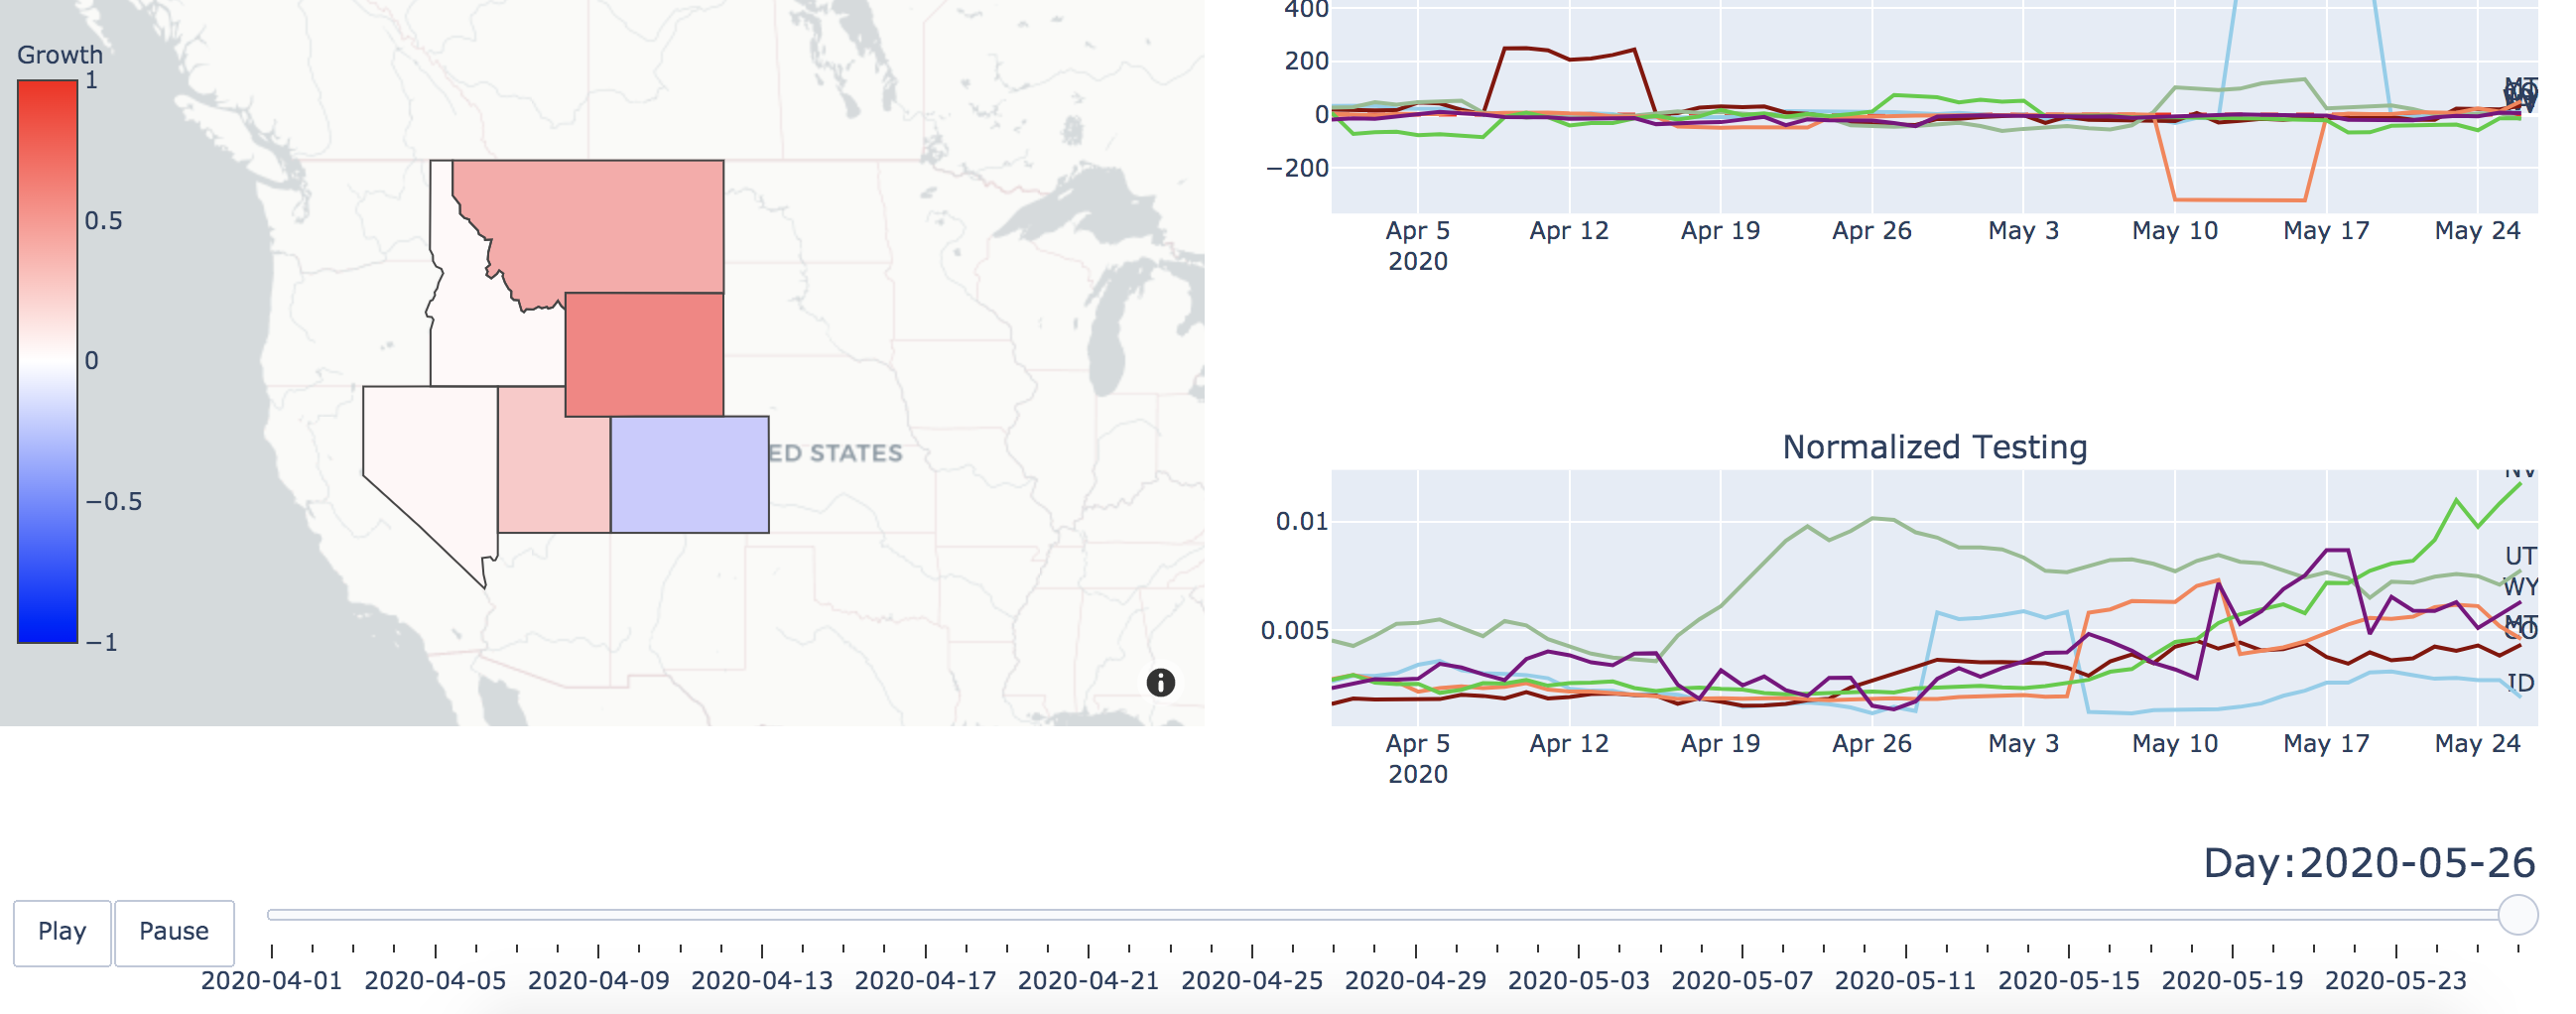 Growth
1
0.5
0
−0.5
−1
ED STATES
400
200
0
−200
MT
Apr 5
2020
Apr 12
Apr 19
Apr 26
May 3
May 10
May 17
May 24
Normalized Testing
0.01
0.005
NV
UT
WY
MT
CO
ID
Apr 5
2020
Apr 12
Apr 19
Apr 26
May 3
May 10
May 17
May 24
Day:2020-05-26
Play
Pause
2020-04-01
2020-04-05
2020-04-09
2020-04-13
2020-04-17
2020-04-21
2020-04-25
2020-04-29
2020-05-03
2020-05-07
2020-05-11
2020-05-15
2020-05-19
2020-05-23